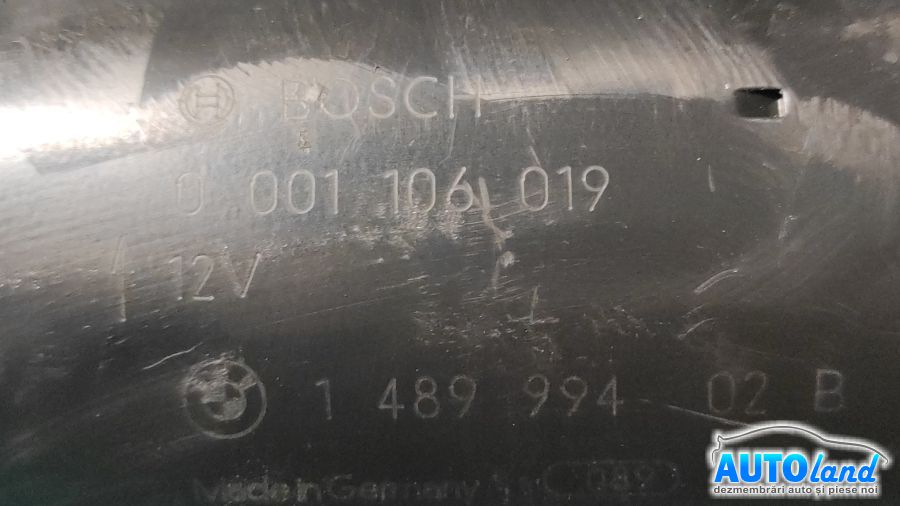 BOSCH
0 001 106 019
12V
1 489 994 02 B
Made in Germany
AUTOland
dezmembrări auto și piese noi